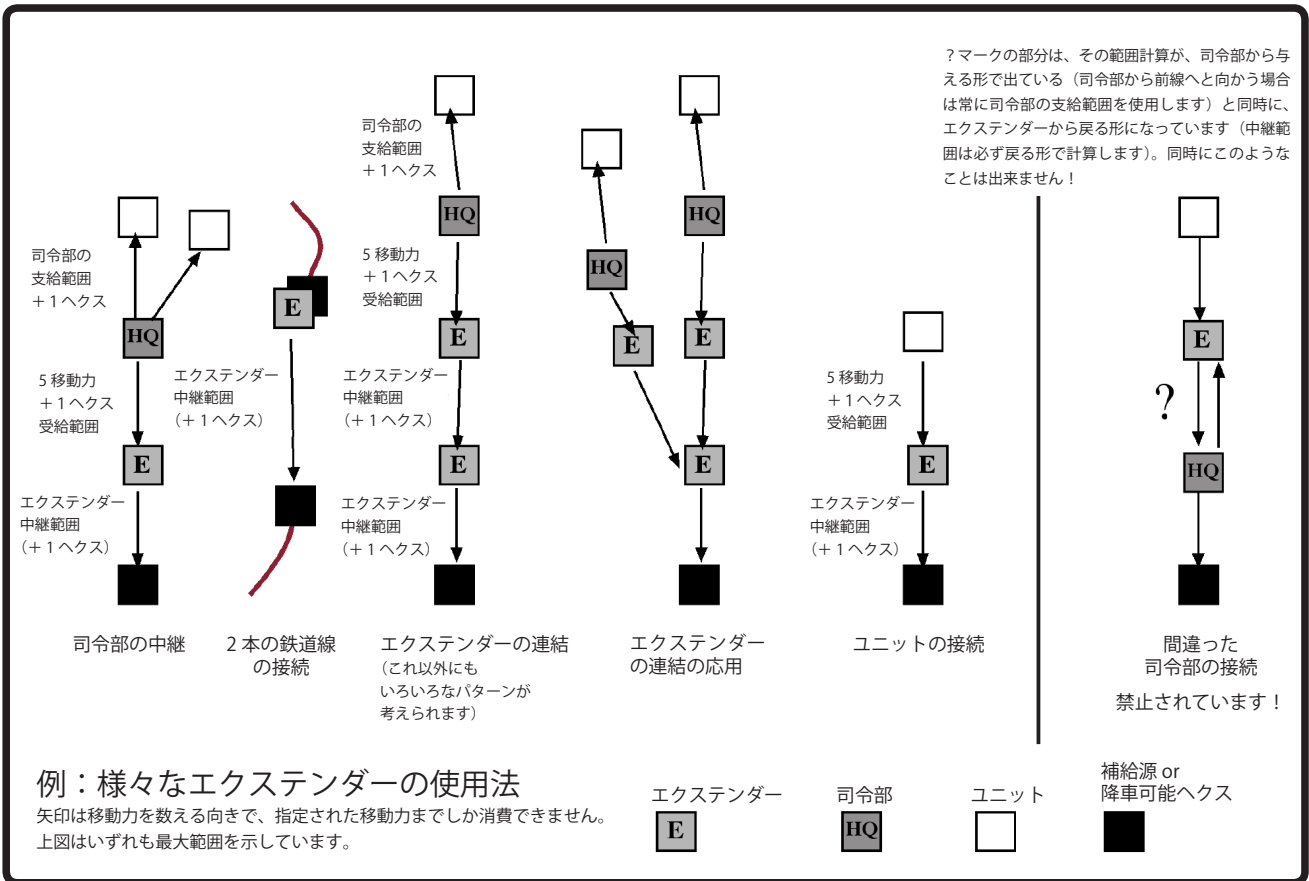 ？マークの部分は、その範囲計算が、司令部から与
える形で出ている（司令部から前線へと向かう場合
は常に司令部の支給範囲を使用します）と同時に、
エクステンダーから戻る形になっています（中継範
囲は必ず戻る形で計算します）。同時にこのような
ことは出来ません！
司令部の
支給範囲
＋１ヘクス
HQ
5 移動力
＋１ヘクス
受給範囲
E
エクステンダー
中継範囲
（＋１ヘクス）
司令部の中継
E
エクステンダー
中継範囲
（＋１ヘクス）
2 本の鉄道線
の接続
司令部の
支給範囲
＋１ヘクス
HQ
5 移動力
＋１ヘクス
受給範囲
E
エクステンダー
中継範囲
（＋１ヘクス）
E
エクステンダー
中継範囲
（＋１ヘクス）
エクステンダーの連結
（これ以外にも
いろいろなパターンが
考えられます）
HQ
HQ
E
E
E
エクステンダー
の連結の応用
5 移動力
＋１ヘクス
受給範囲
E
エクステンダー
中継範囲
（＋１ヘクス）
ユニットの接続
E
?
HQ
間違った
司令部の接続
禁止されています！
例：様々なエクステンダーの使用法
矢印は移動力を数える向きで、指定された移動力までしか消費できません。
上図はいずれも最大範囲を示しています。
エクステンダー
E
司令部
HQ
ユニット
補給源 or
降車可能ヘクス